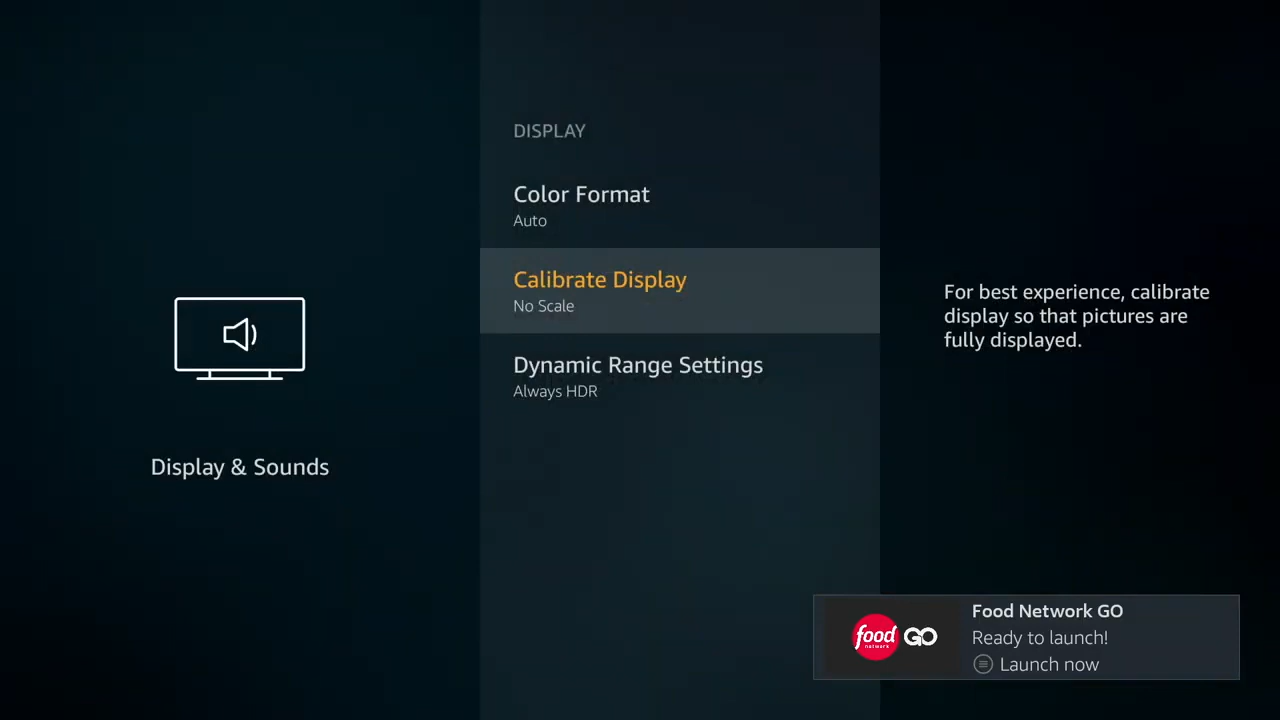 DISPLAY
Color Format
Auto
Calibrate Display
No Scale
Dynamic Range Settings
Always HDR
Display & Sounds
For best experience, calibrate
display so that pictures are
fully displayed.
food
network
GO
Food Network GO
Ready to launch!
Launch now